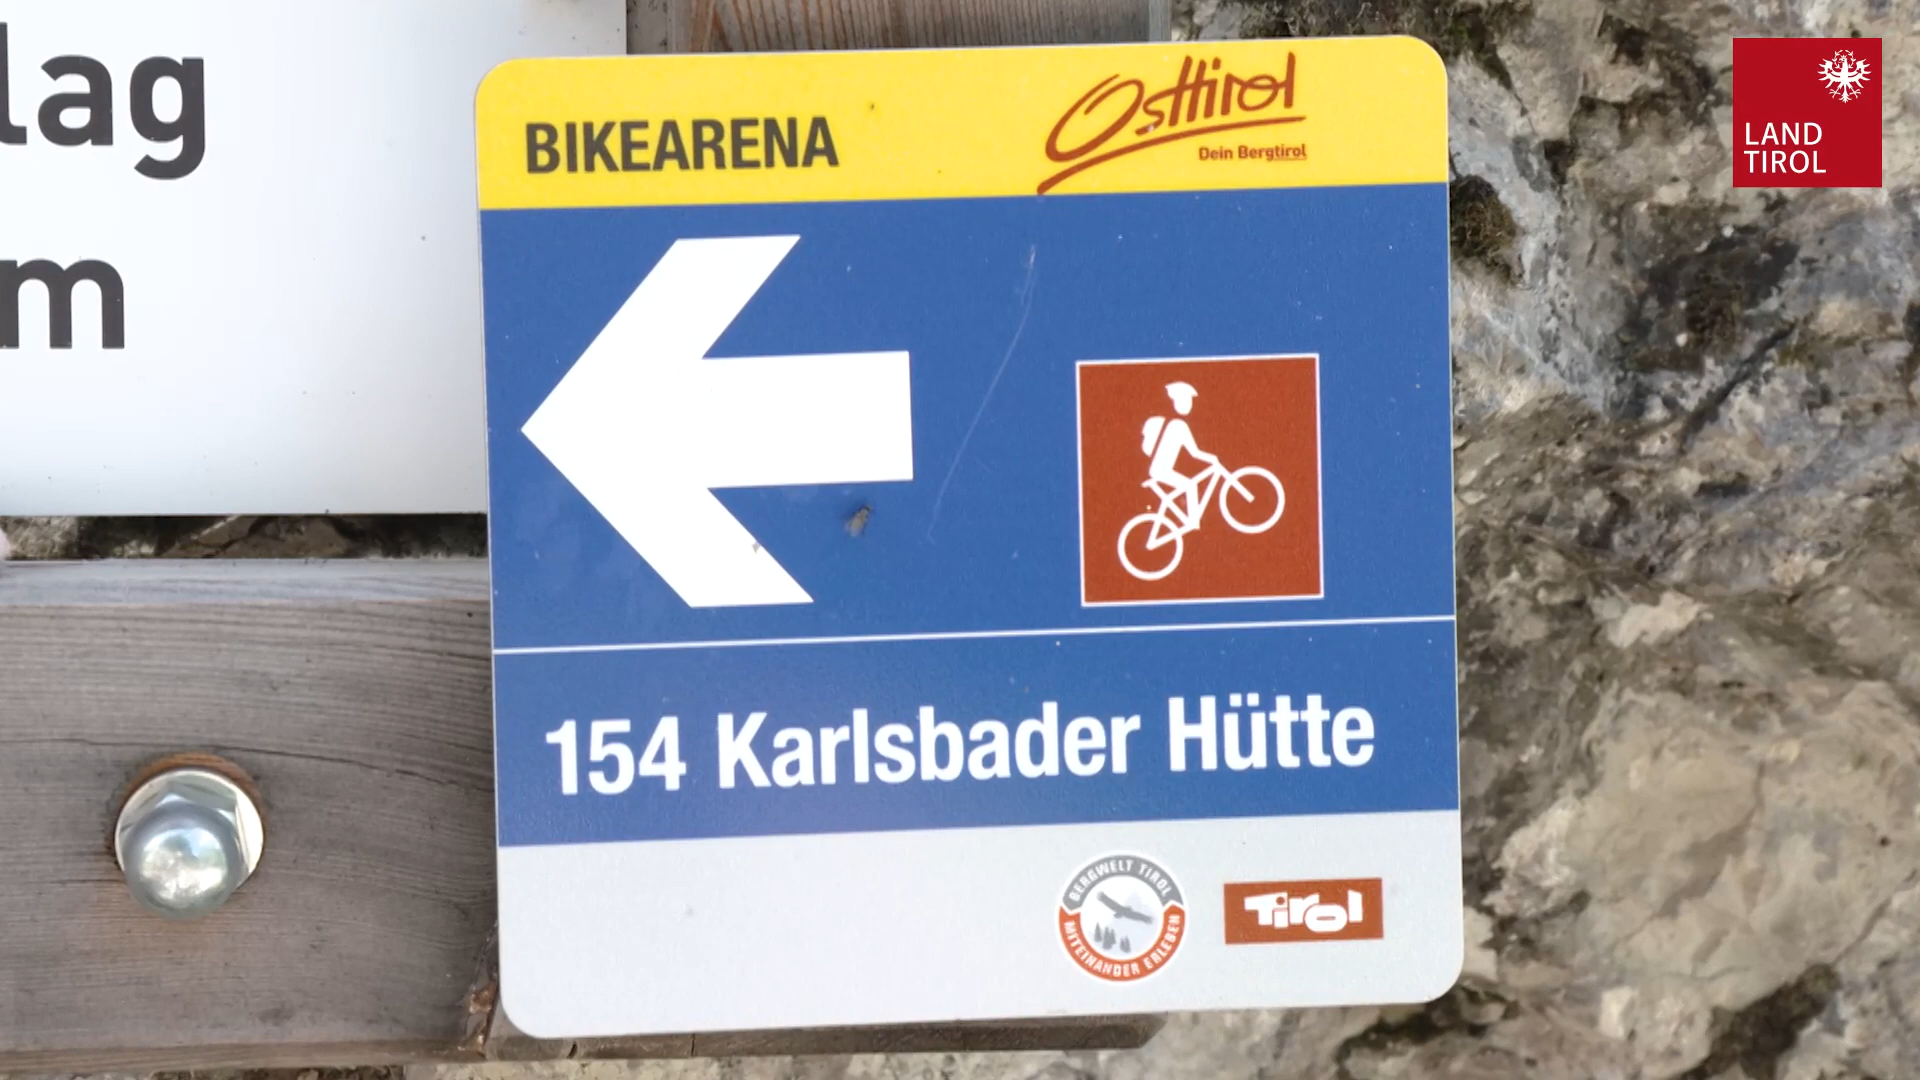 lag
m
BIKEARENA
Osttirol
Dein Bergtirol
154 Karlsbader Hütte
BERGWELT TIROL
MITEINANDER ERLEBEN
Tirol
LAND
TIROL